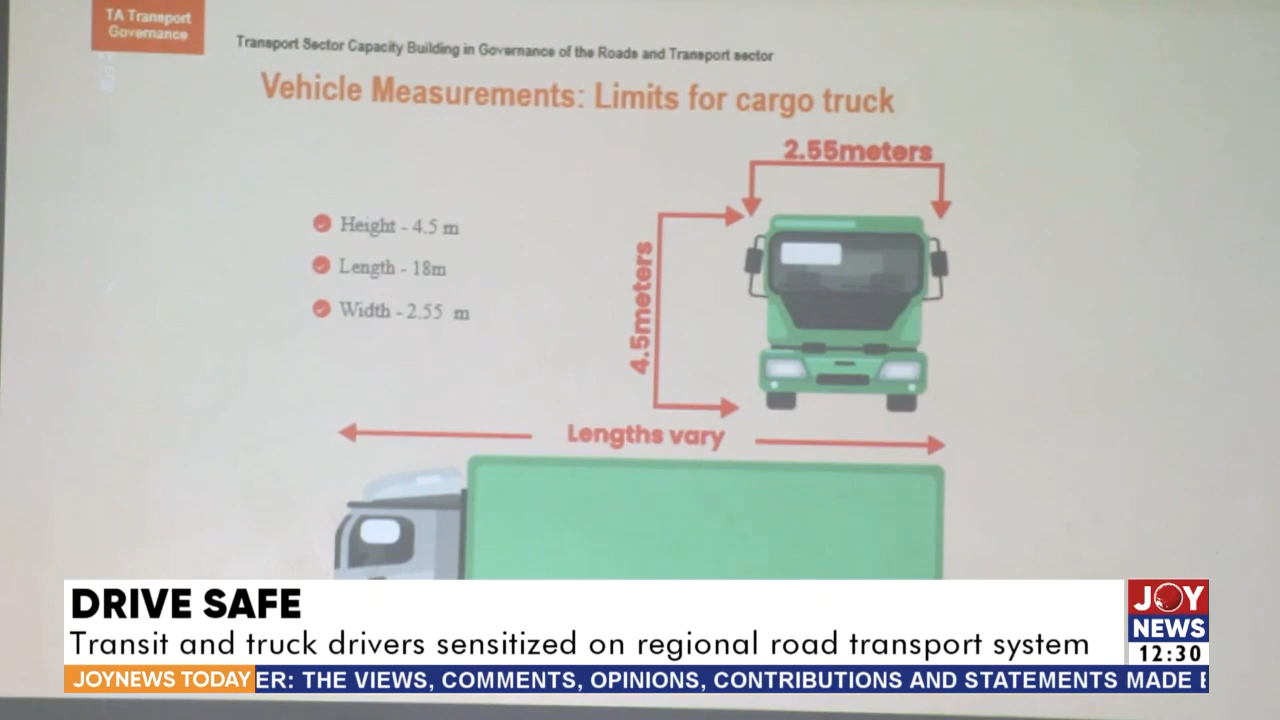 TA Transport
Governance
Transport Sector Capacity Building in Governance of the Roads and Transport sector
Vehicle Measurements: Limits for cargo truck
2.55meters
Height - 4.5 m
Length - 18m
Width - 2.55 m
4.5meters
Lengths vary
DRIVE SAFE
Transit and truck drivers sensitized on regional road transport system
JOY
NEWS
12:30
JOYNEWS TODAY
ER: THE VIEWS, COMMENTS, OPINIONS, CONTRIBUTIONS AND STATEMENTS MADE